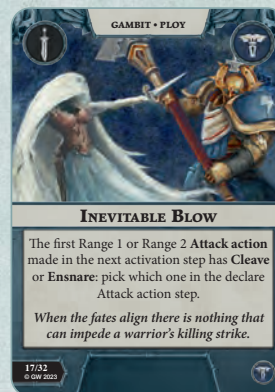 GAMBIT • PLOY
INEVITABLE BLOW
The first Range 1 or Range 2 Attack action
made in the next activation step has Cleave
or Ensnare: pick which one in the declare
Attack action step.
When the fates align there is nothing that
can impede a warrior's killing strike.
17/32
© GW 2023